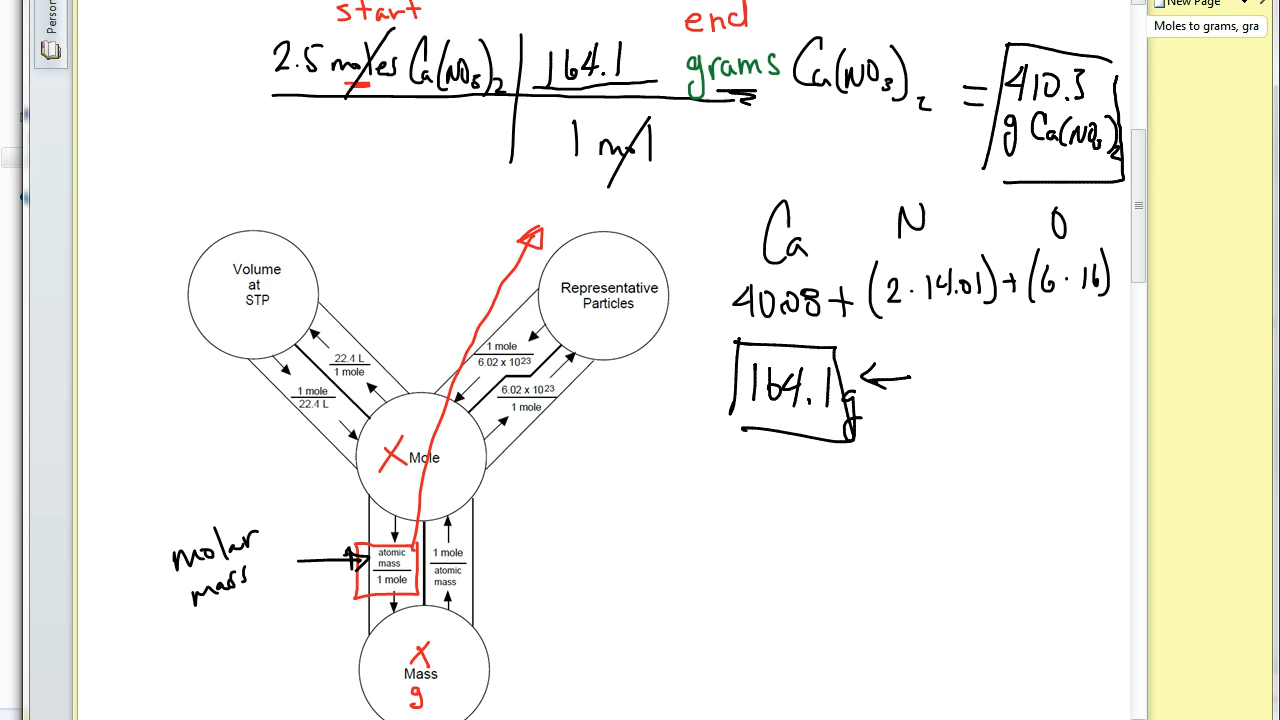 New Page
Moles to grams, gra
Person
start
end
2.5 moles Ca(NO3)2
164.1
grams Ca(NO3)2
= 410.3
g Ca(NO3)2
1 mol
Ca N O
40.08 + (2 · 14.01) + (6 · 16)
164.1 g
Volume
at
STP
Representative
Particles
22.4 L
1 mole
1 mole
22.4 L
1 mole
6.02 x 10^23
6.02 x 10^23
1 mole
X Mole
molar
mass
atomic
mass
1 mole
1 mole
atomic
mass
X
Mass
g